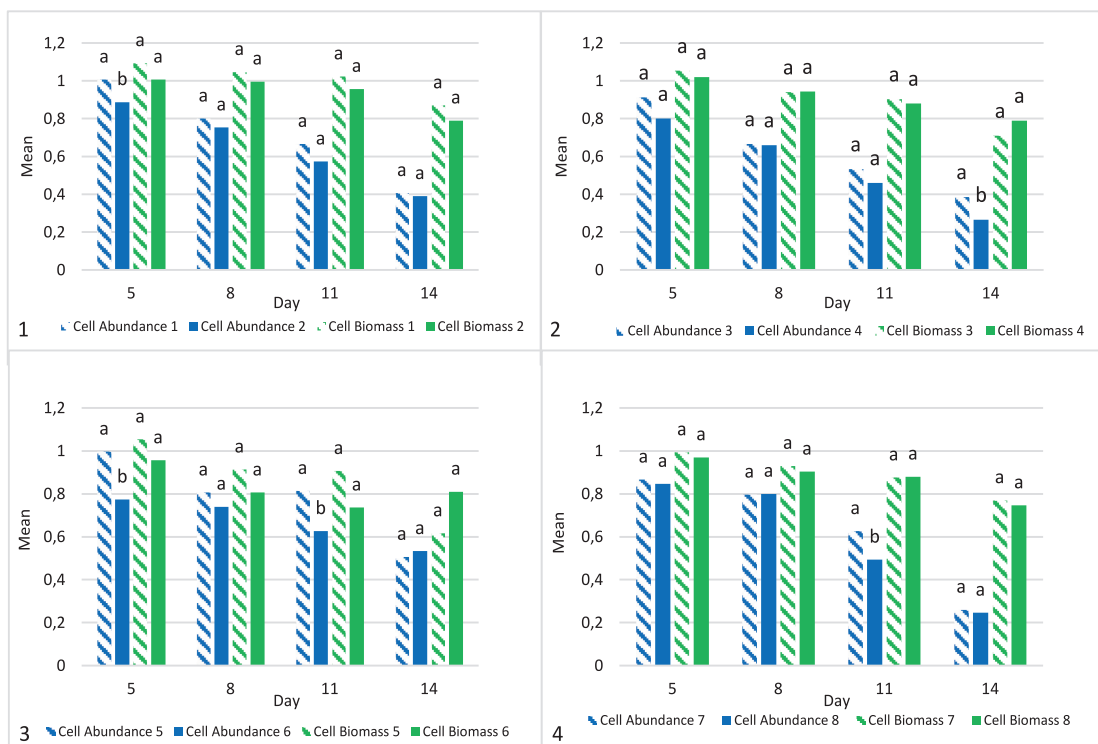 1,2
1
0,8
0,6
0,4
0,2
0
Mean
a b a a
a a a a
a a a a
a a a a
5 8 11 14
Day
Cell Abundance 1 Cell Abundance 2 Cell Biomass 1 Cell Biomass 2
1
1,2
1
0,8
0,6
0,4
0,2
0
Mean
a a a a
a a a a
a a a a
a b a a
5 8 11 14
Day
Cell Abundance 3 Cell Abundance 4 Cell Biomass 3 Cell Biomass 4
2
1,2
1
0,8
0,6
0,4
0,2
0
Mean
a b a a
a a a a
a b a a
a a a
5 8 11 14
Day
Cell Abundance 5 Cell Abundance 6 Cell Biomass 5 Cell Biomass 6
3
1,2
1
0,8
0,6
0,4
0,2
0
Mean
a a a a
a a a a
a b a a
a a a a
5 8 11 14
Day
Cell Abundance 7 Cell Abundance 8 Cell Biomass 7 Cell Biomass 8
4